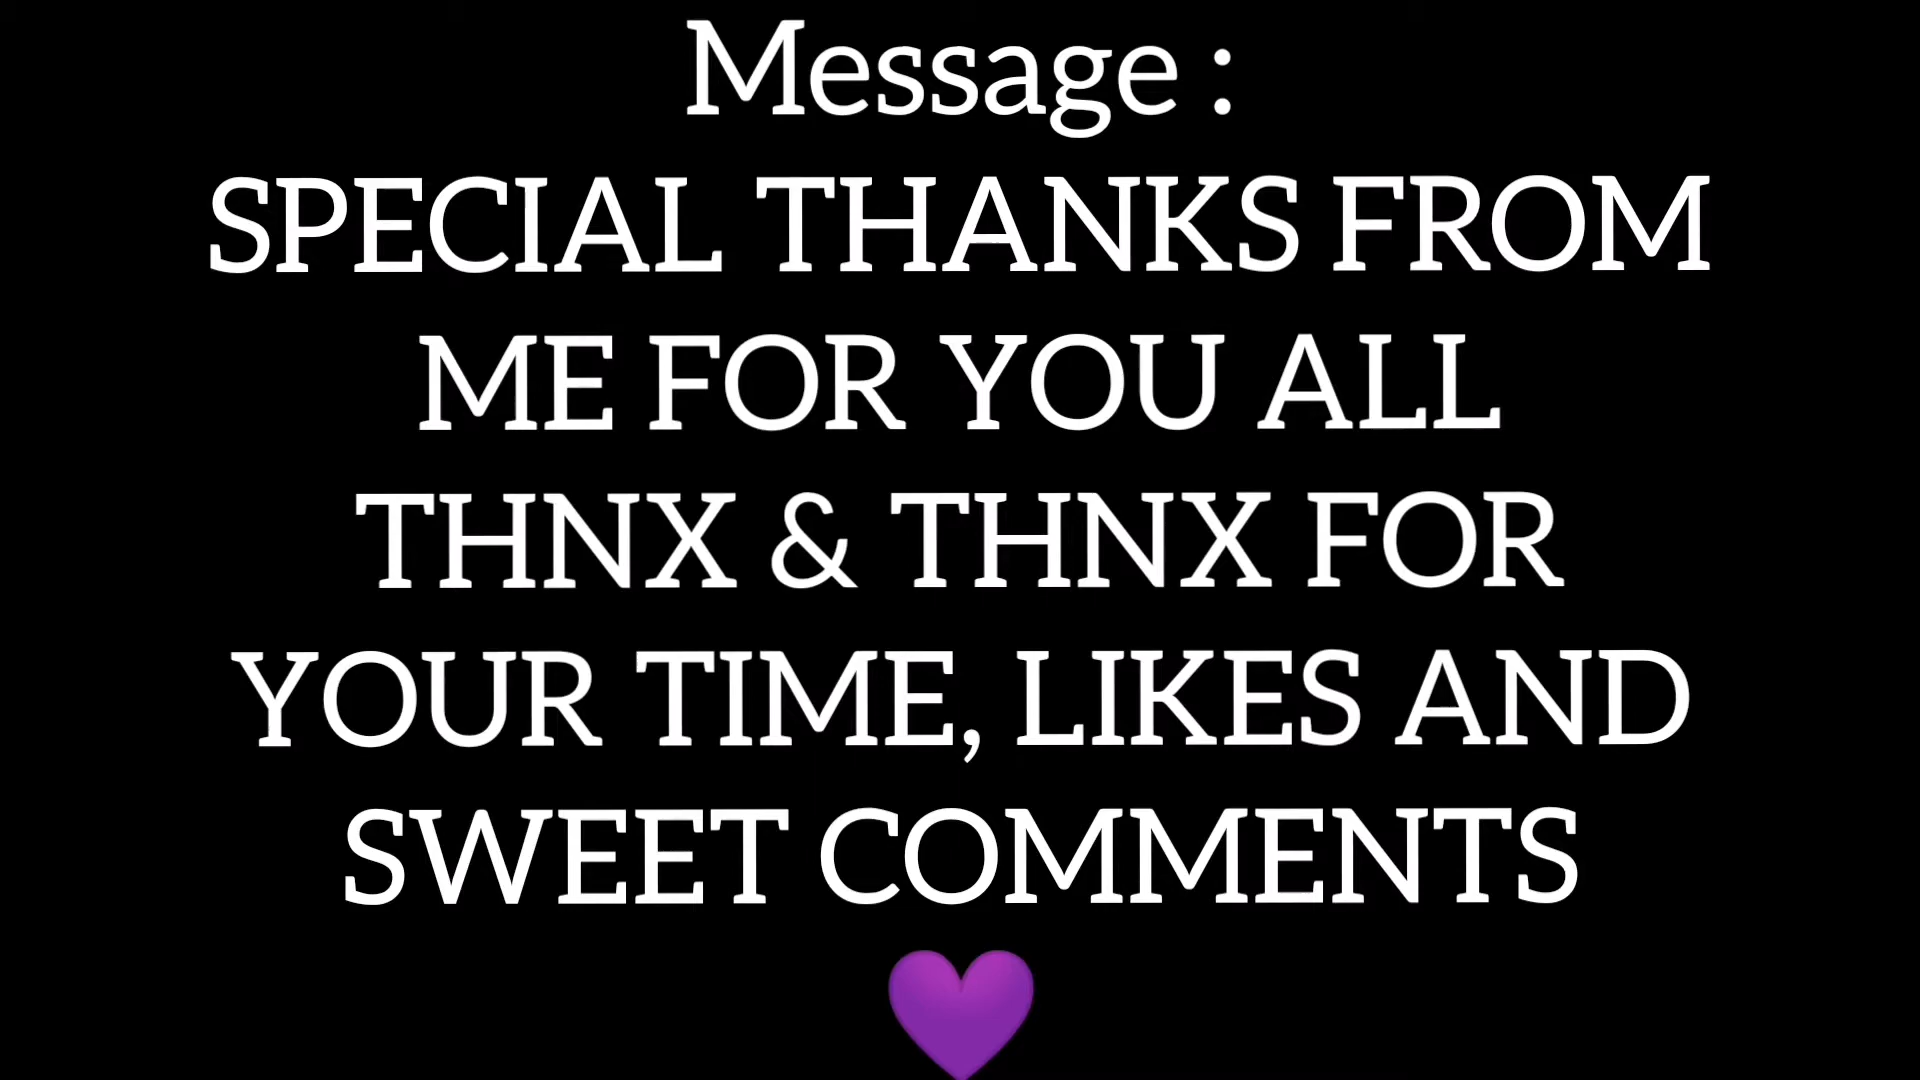 Message :
SPECIAL THANKS FROM
ME FOR YOU ALL
THNX & THNX FOR
YOUR TIME, LIKES AND
SWEET COMMENTS
💜